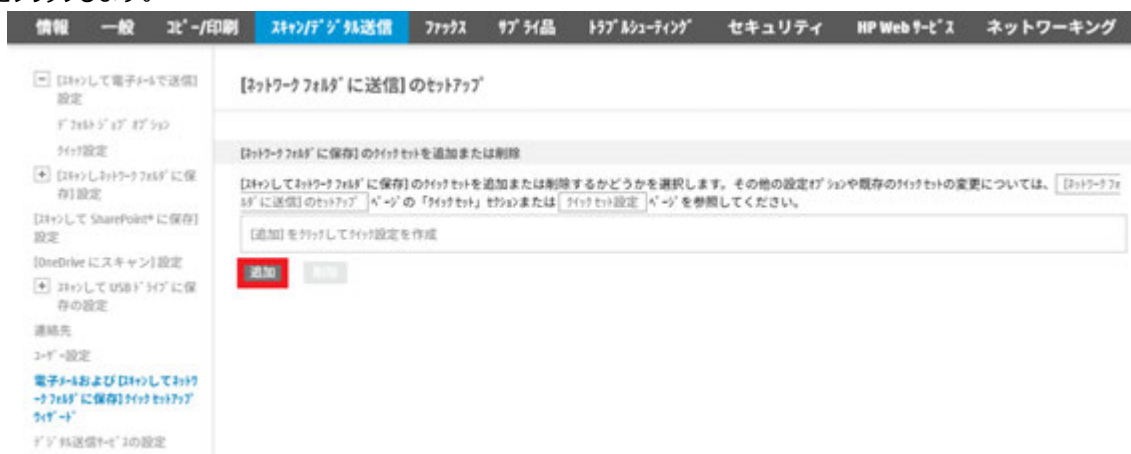 をクリックします。
情報 一般 ｺﾋﾟｰ/印刷 ｽｷｬﾝ/ﾃﾞｼﾞﾀﾙ送信 ﾌｧｯｸｽ ｻﾌﾟﾗｲ品 ﾄﾗﾌﾞﾙｼｭｰﾃｨﾝｸﾞ セキュリティ HP Web ｻｰﾋﾞｽ ネットワーキング
[ﾈｯﾄﾜｰｸ ﾌｫﾙﾀﾞに送信] のｾｯﾄｱｯﾌﾟ
[ｽｷｬﾝして電子ﾒｰﾙで送信]
設定
ﾃﾞﾌｫﾙﾄ ｼﾞｮﾌﾞ ｵﾌﾟｼｮﾝ
ｸｲｯｸ設定
[ｽｷｬﾝしﾈｯﾄﾜｰｸ ﾌｫﾙﾀﾞに保
存] 設定
[ｽｷｬﾝして SharePoint® に保存]
設定
[OneDrive にスキャン] 設定
ｽｷｬﾝして USB ﾄﾞﾗｲﾌﾞに保
存の設定
連絡先
ﾕｰｻﾞｰ設定
電子ﾒｰﾙおよび [ｽｷｬﾝしてﾈｯﾄﾜ
ｰｸ ﾌｫﾙﾀﾞに保存] ｸｲｯｸ ｾｯﾄｱｯﾌﾟ
ｳｨｻﾞｰﾄﾞ
ﾃﾞｼﾞﾀﾙ送信ｻｰﾋﾞｽの設定
[ﾈｯﾄﾜｰｸ ﾌｫﾙﾀﾞに保存] のｸｲｯｸ ｾｯﾄを追加または削除
[ｽｷｬﾝしてﾈｯﾄﾜｰｸ ﾌｫﾙﾀﾞに保存] のｸｲｯｸ ｾｯﾄを追加または削除するかどうかを選択します。その他の設定ｵﾌﾟｼｮﾝや既存のｸｲｯｸ ｾｯﾄの変更については、 [ﾈｯﾄﾜｰｸ ﾌｫ
ﾙﾀﾞに送信] のｾｯﾄｱｯﾌﾟ ﾍﾟｰｼﾞの「ｸｲｯｸ ｾｯﾄ」ｾｸｼｮﾝまたは ｸｲｯｸ ｾｯﾄ設定 ﾍﾟｰｼﾞを参照してください。
[追加] をｸﾘｯｸしてｸｲｯｸ設定を作成
追加